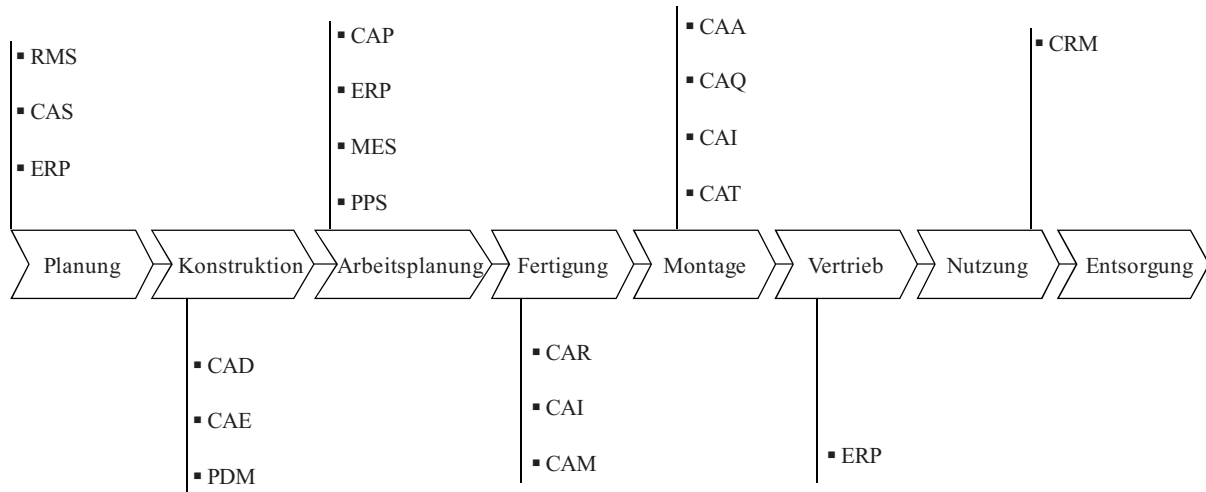 ▪ RMS
▪ CAS
▪ ERP
▪ CAP
▪ ERP
▪ MES
▪ PPS
▪ CAA
▪ CAQ
▪ CAI
▪ CAT
▪ CRM
Planung
Konstruktion
Arbeitsplanung
Fertigung
Montage
Vertrieb
Nutzung
Entsorgung
▪ CAD
▪ CAE
▪ PDM
▪ CAR
▪ CAI
▪ CAM
▪ ERP